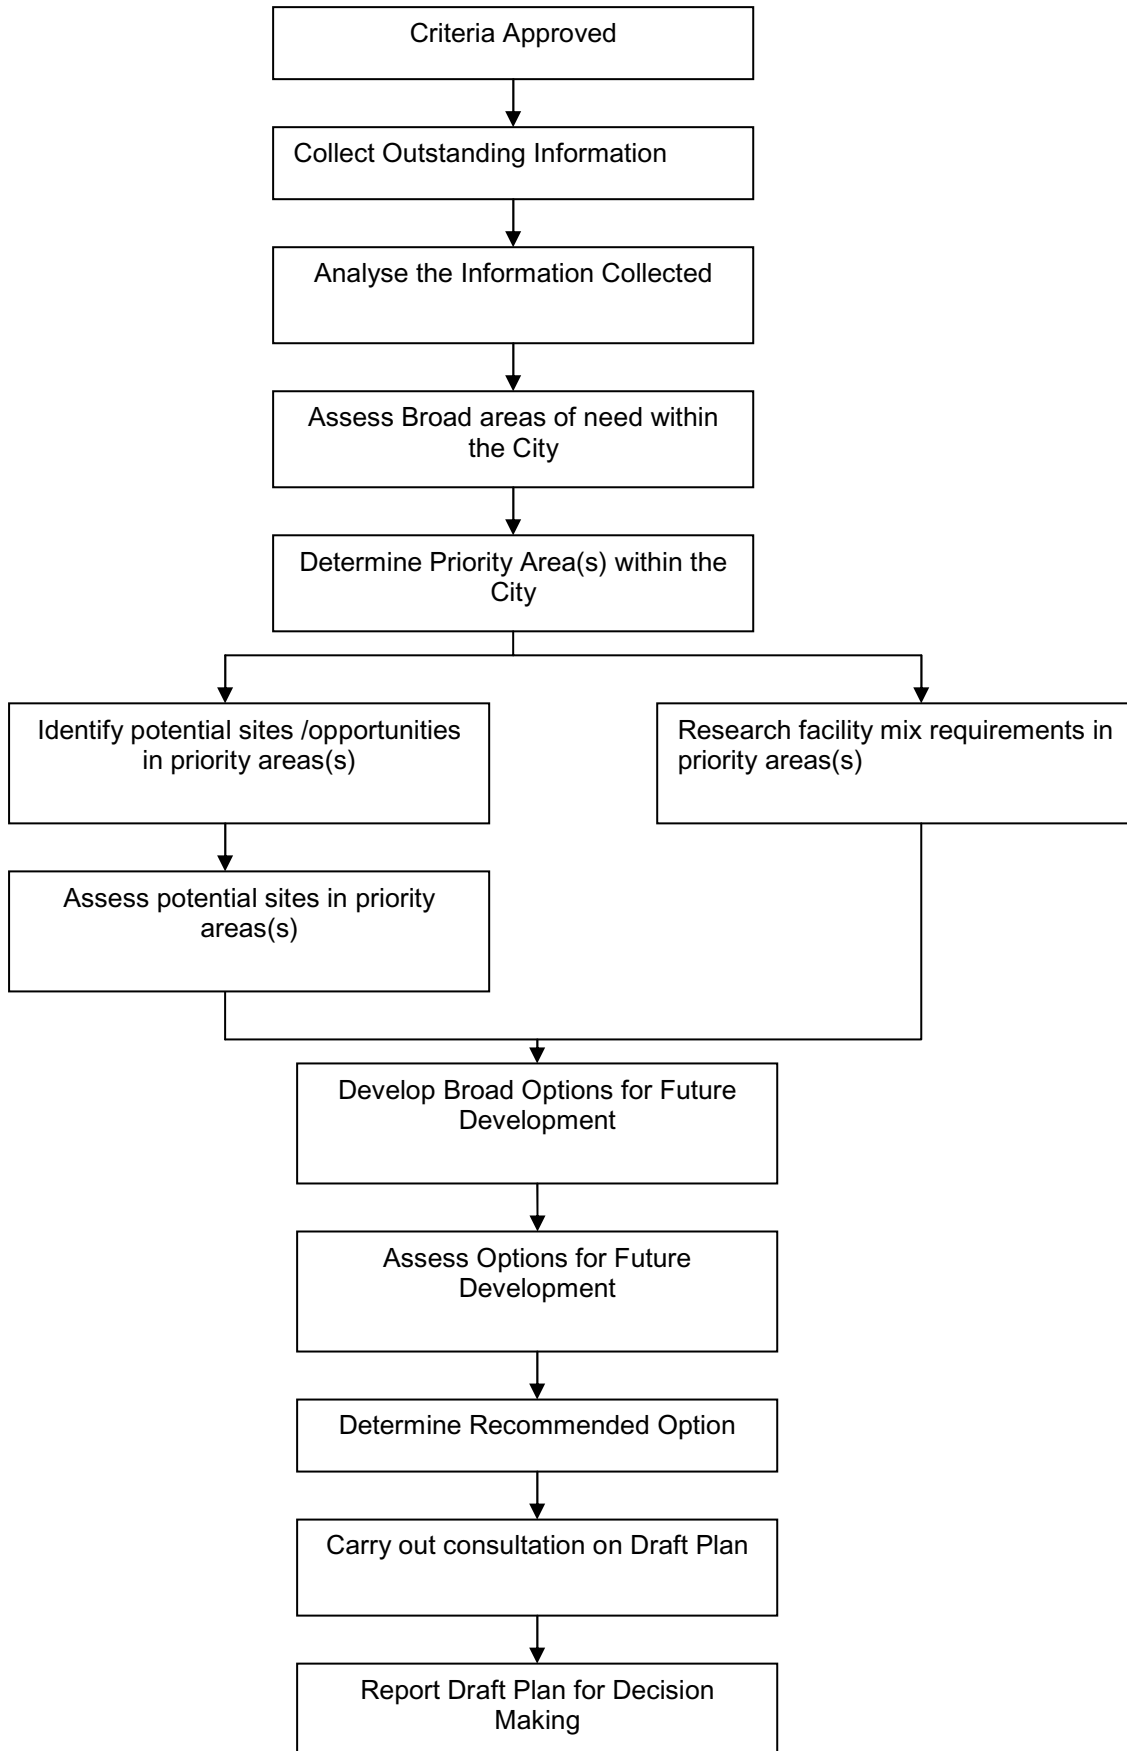 Criteria Approved
Collect Outstanding Information
Analyse the Information Collected
Assess Broad areas of need within
the City
Determine Priority Area(s) within the
City
Identify potential sites /opportunities
in priority areas(s)
Research facility mix requirements in
priority areas(s)
Assess potential sites in priority
areas(s)
Develop Broad Options for Future
Development
Assess Options for Future
Development
Determine Recommended Option
Carry out consultation on Draft Plan
Report Draft Plan for Decision
Making